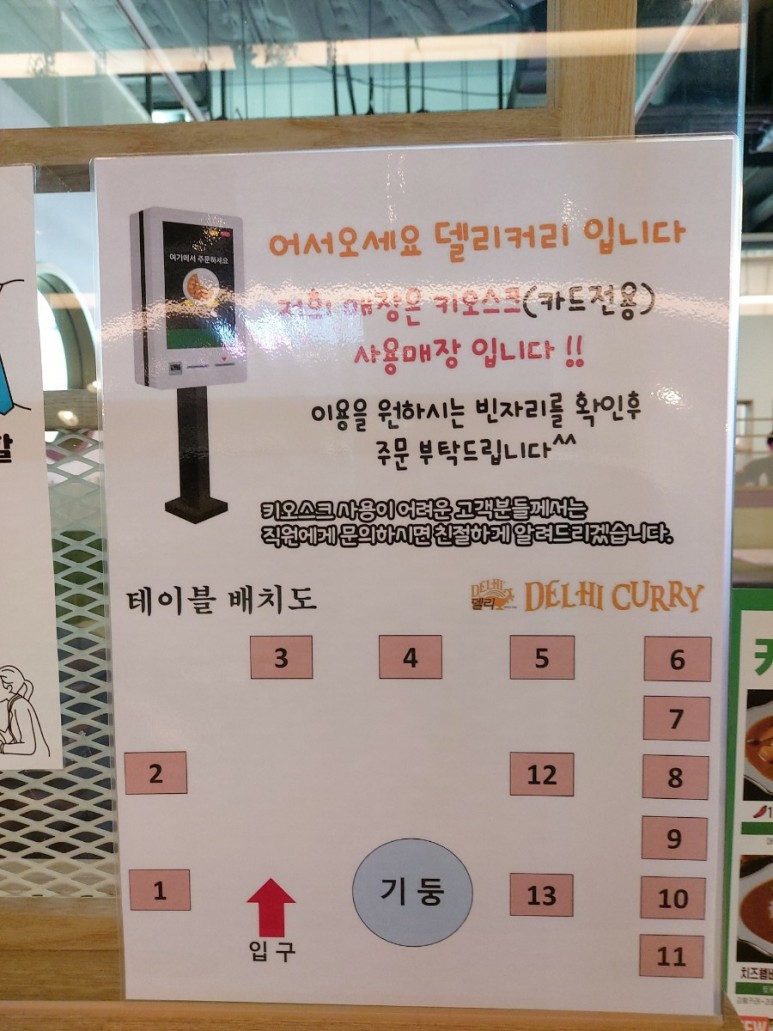 여기에서 주문하세요
어서오세요 델리커리 입니다
저희 매장은 키오스크(카드전용)
사용매장 입니다 !!
이용을 원하시는 빈자리를 확인후
주문 부탁드립니다^^
키오스크 사용이 어려운 고객분들께서는
직원에게 문의하시면 친절하게 알려드리겠습니다.
테이블 배치도
DELHI
델리
DELHI CURRY
3 4 5 6
7
2 12 8
9
1 기둥 13 10
입구
11